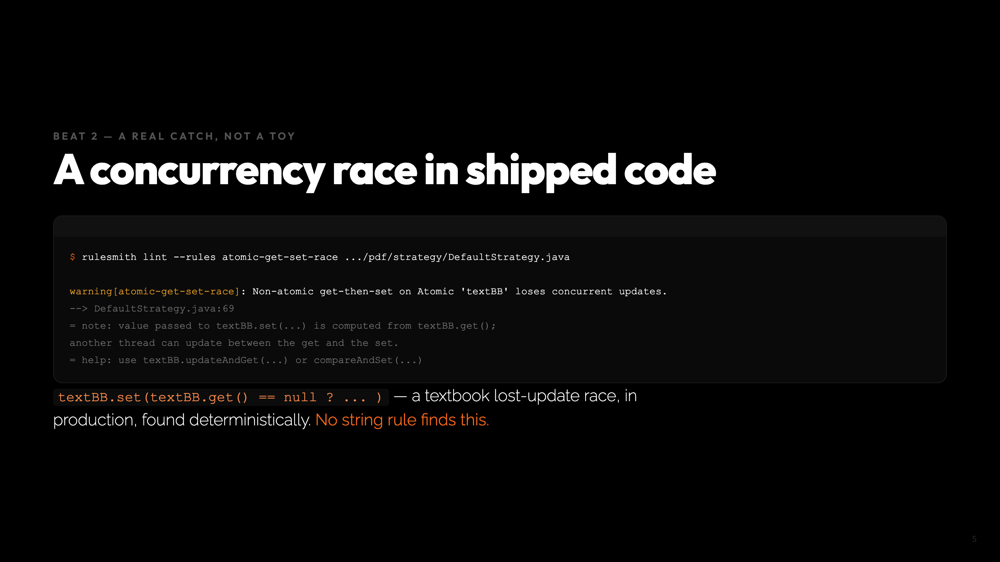 BEAT 2 — A REAL CATCH, NOT A TOY
A concurrency race in shipped code
$ rulesmith lint --rules atomic-get-set-race .../pdf/strategy/DefaultStrategy.java
warning[atomic-get-set-race]: Non-atomic get-then-set on Atomic 'textBB' loses concurrent updates.
--> DefaultStrategy.java:69
= note: value passed to textBB.set(...) is computed from textBB.get();
another thread can update between the get and the set.
= help: use textBB.updateAndGet(...) or compareAndSet(...)
textBB.set(textBB.get() == null ? ... ) — a textbook lost-update race, in
production, found deterministically. No string rule finds this.
5